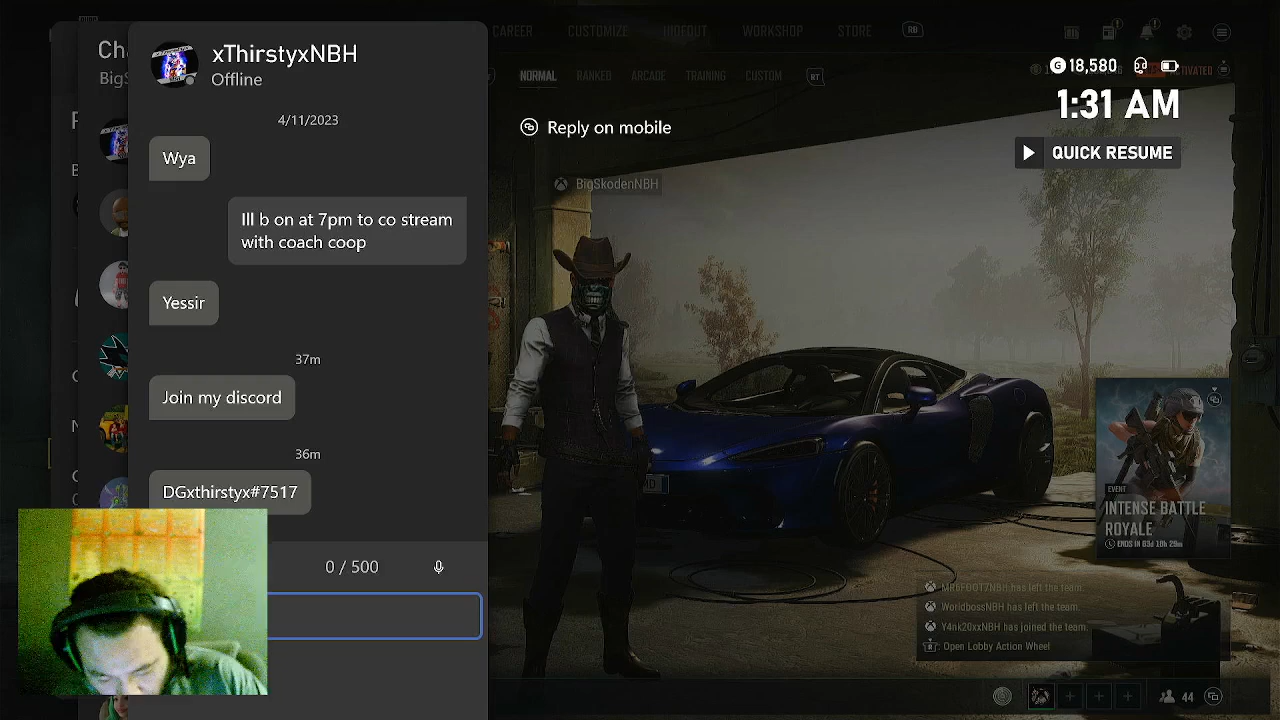 xThirstyxNBH
Offline
4/11/2023
Wya
Ill b on at 7pm to co stream
with coach coop
Yessir
37m
Join my discord
36m
DGxthirstyx#7517
0 / 500
Reply on mobile
BigSkodenNBH
CAREER
CUSTOMIZE
HIDEOUT
WORKSHOP
STORE
RB
NORMAL
RANKED
ARCADE
TRAINING
CUSTOM
RT
G 18,580
1:31 AM
QUICK RESUME
EVENT
INTENSE BATTLE
ROYALE
WorldbossNBH has left the team.
Y4nk20xxNBH has joined the team.
Open Lobby Action Wheel
44